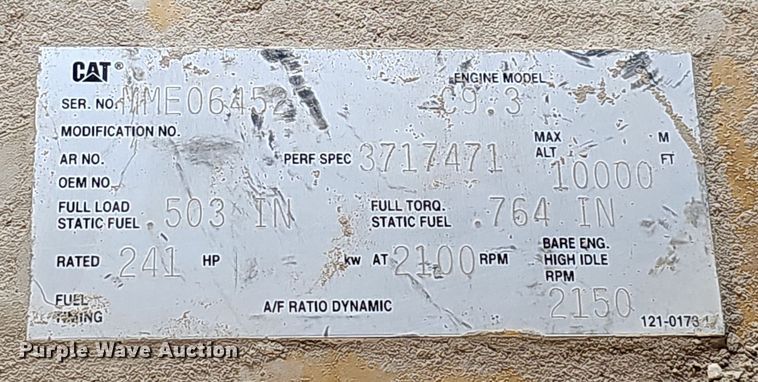 CAT®
ENGINE MODEL
SER. NO. MME06452 C9.3
MODIFICATION NO.
AR NO. PERF SPEC 3717471 MAX ALT 10000 M FT
OEM NO.
FULL LOAD STATIC FUEL .503 IN FULL TORQ. STATIC FUEL .764 IN
RATED 241 HP kw AT 2100 RPM BARE ENG. HIGH IDLE RPM 2150
FUEL TIMING A/F RATIO DYNAMIC
Purple Wave Auction